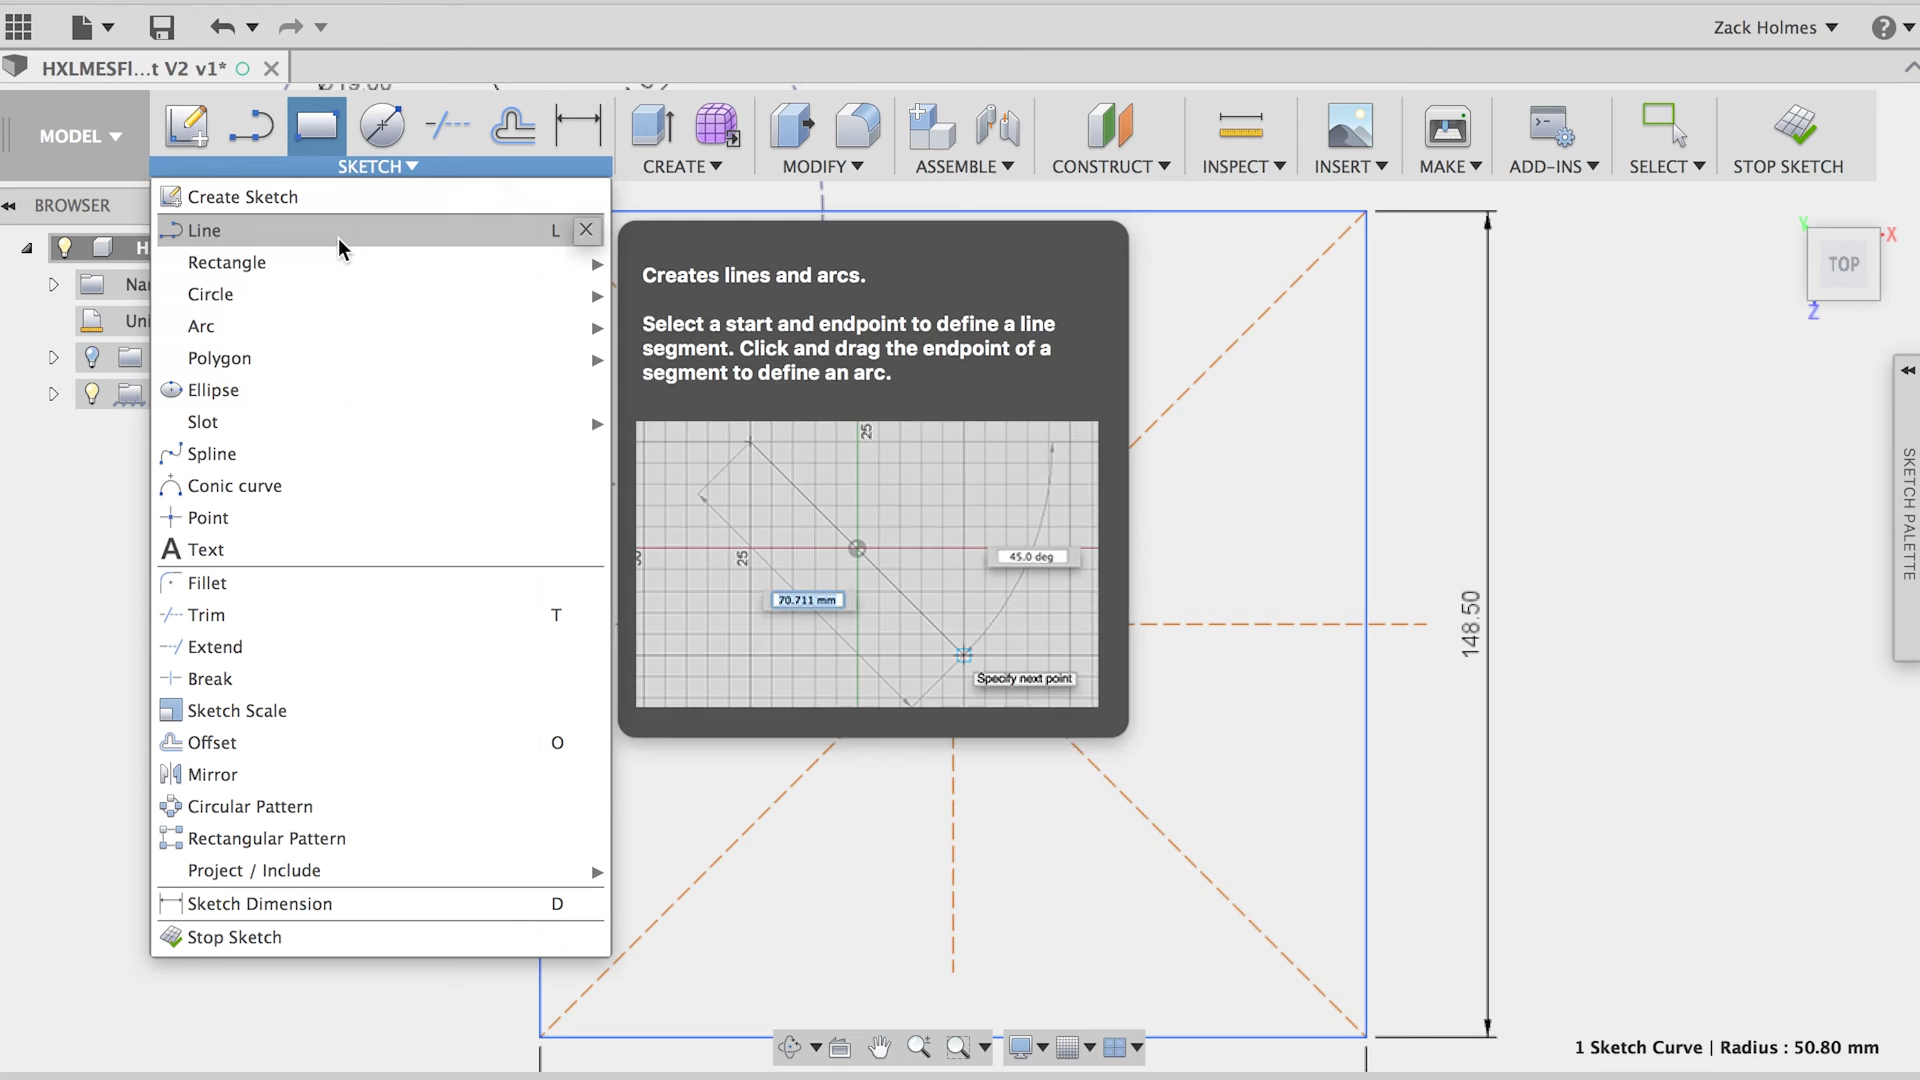 Zack Holmes
HXLMESFl...t V2 v1*
Ø19.00
MODEL
SKETCH
CREATE
MODIFY
ASSEMBLE
CONSTRUCT
INSPECT
INSERT
MAKE
ADD-INS
SELECT
STOP SKETCH
BROWSER
H
Na
Uni
Create Sketch
Line L
Rectangle
Circle
Arc
Polygon
Ellipse
Slot
Spline
Conic curve
Point
A Text
Fillet
Trim T
Extend
Break
Sketch Scale
Offset O
Mirror
Circular Pattern
Rectangular Pattern
Project / Include
Sketch Dimension D
Stop Sketch
Creates lines and arcs.
Select a start and endpoint to define a line
segment. Click and drag the endpoint of a
segment to define an arc.
25
25
45.0 deg
70.711 mm
Specify next point
Y
X
TOP
Z
SKETCH PALETTE
148.50
1 Sketch Curve | Radius : 50.80 mm